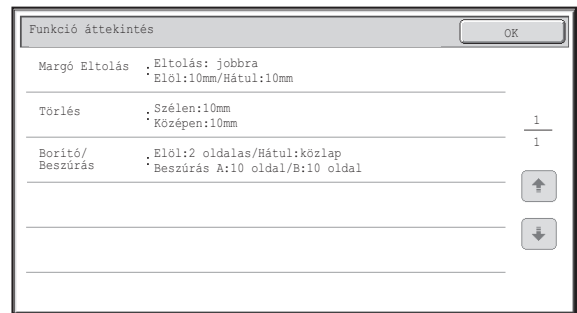 Funkció áttekintés
OK
Margó Eltolás : Eltolás: jobbra
Elöl:10mm/Hátul:10mm
Törlés : Szélen:10mm
Középen:10mm
1
1
Borító/
Beszúrás : Elöl:2 oldalas/Hátul:közlap
Beszúrás A:10 oldal/B:10 oldal